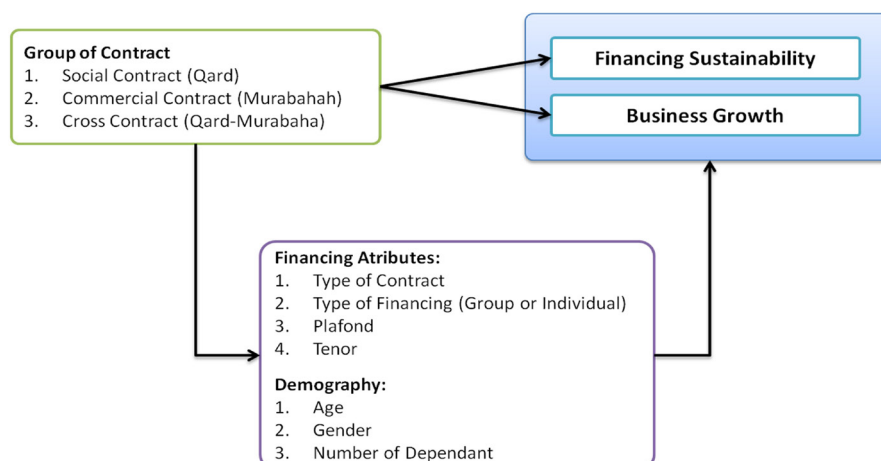 Group of Contract
1. Social Contract (Qard)
2. Commercial Contract (Murabahah)
3. Cross Contract (Qard-Murabaha)
Financing Sustainability
Business Growth
Financing Atributes:
1. Type of Contract
2. Type of Financing (Group or Individual)
3. Plafond
4. Tenor
Demography:
1. Age
2. Gender
3. Number of Dependant